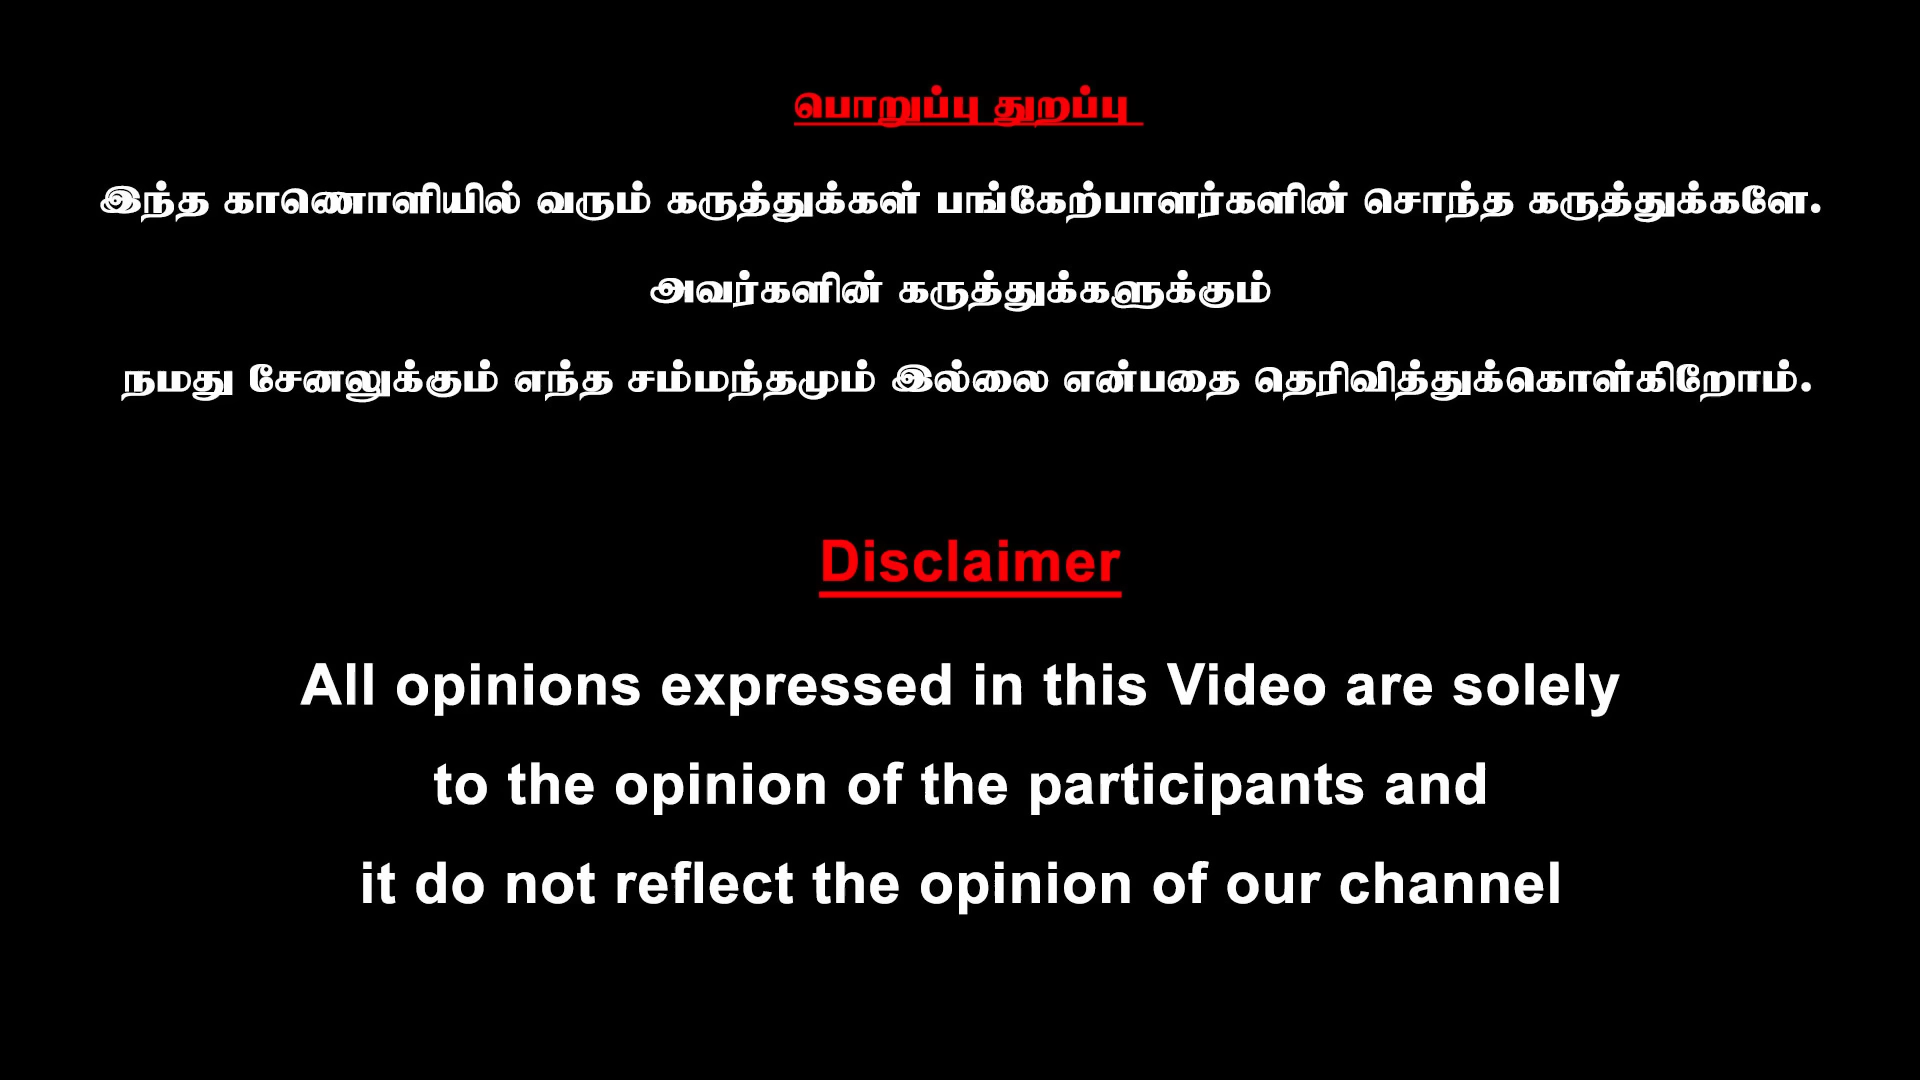 பொறுப்பு துறப்பு
இந்த காணொளியில் வரும் கருத்துக்கள் பங்கேற்பாளர்களின் சொந்த கருத்துக்களே.
அவர்களின் கருத்துக்களுக்கும்
நமது சேனலுக்கும் எந்த சம்மந்தமும் இல்லை என்பதை தெரிவித்துக்கொள்கிறோம்.
Disclaimer
All opinions expressed in this Video are solely
to the opinion of the participants and
it do not reflect the opinion of our channel